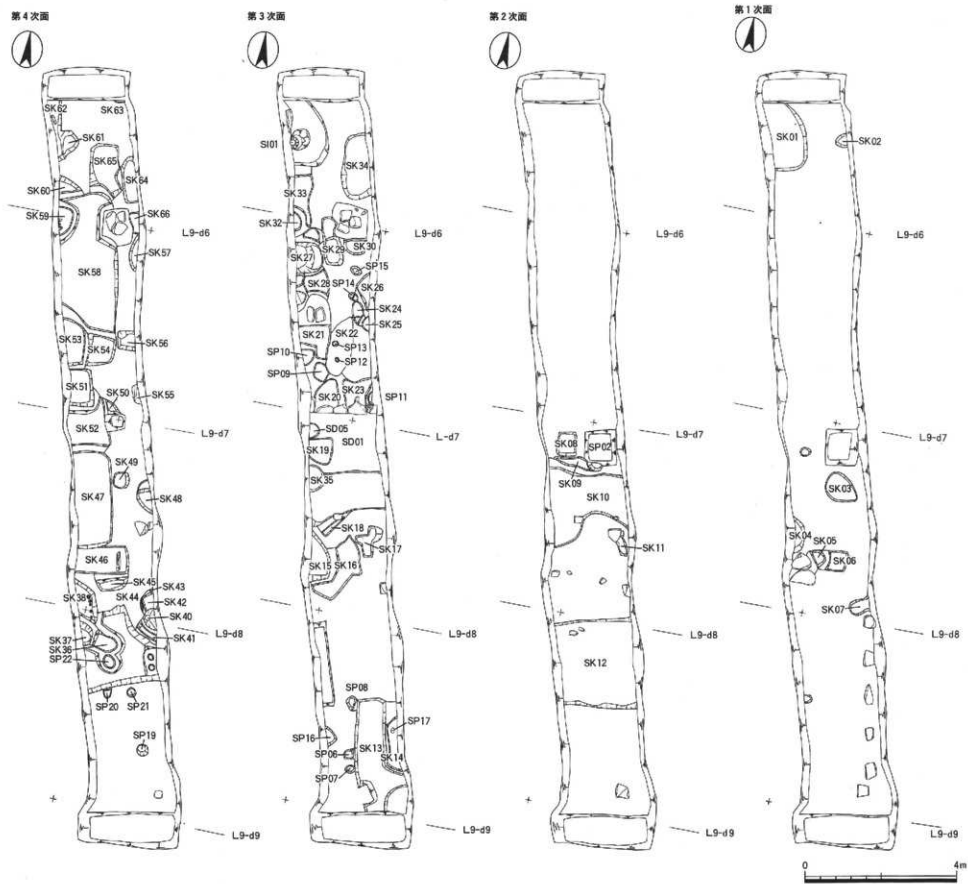 第4次面
第3次面
第2次面
第1次面
SK62
SK63
SK61
SK65
SK64
SK60
SK59
SK66
SK57
SK58
SK53
SK54
SK56
SK51
SK50
SK55
SK52
SK49
SK47
SK48
SK46
SK45
SK43
SK38
SK44
SK42
SK40
SK37
SK41
SK36
SP22
SP20
SP21
SP19
L9-d6
L9-d7
L9-d8
L9-d9
SI01
SK34
SK33
SK32
SK30
SK29
SK27
SP15
SK28
SP14
SK26
SK24
SK25
SK21
SK22
SP13
SP10
SP12
SP09
SK23
SK20
SP11
SD05
SD01
SK19
SK35
SK18
SK17
SK15
SK16
SP08
SP17
SP16
SK13
SP06
SK14
SP07
L9-d6
L-d7
L9-d8
L9-d9
SK08
SP02
SK09
SK10
SK11
SK12
L9-d6
L9-d7
L9-d8
L9-d9
SK01
SK02
SK03
SK04
SK05
SK06
SK07
L9-d6
L9-d7
L9-d8
L9-d9
0
4m